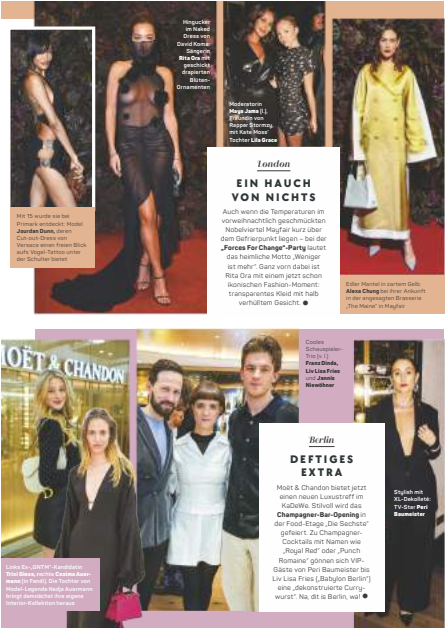 Hingucker
im Naked
Dress von
David Koma:
Sängerin
Rita Ora mit
geschickt
drapierten
Blüten-
Ornamenten
Moderatorin
Maya Jama (l.),
Freundin von
Rapper Stormzy,
mit Kate Moss'
Tochter Lila Grace
Mit 15 wurde sie bei
Primark entdeckt: Model
Jourdan Dunn, deren
Cut-out-Dress von
Versace einen freien Blick
aufs Vogel-Tattoo unter
der Schulter bietet
London
EIN HAUCH
VON NICHTS
Auch wenn die Temperaturen im
vorweihnachtlich geschmückten
Nobelviertel Mayfair kurz über
dem Gefrierpunkt liegen – bei der
„Forces For Change“-Party lautet
das heimliche Motto „Weniger
ist mehr“. Ganz vorn dabei ist
Rita Ora mit einem jetzt schon
ikonischen Fashion-Moment:
transparentes Kleid mit halb
verhülltem Gesicht.
Edler Mantel in zartem Gelb:
Alexa Chung bei ihrer Ankunft
in der angesagten Brasserie
„The Maine“ in Mayfair
MOËT & CHANDON
Cooles
Schauspieler-
Trio (v. l.)
Franz Dinda,
Liv Lisa Fries
und Jannis
Niewöhner
Berlin
DEFTIGES
EXTRA
Moët & Chandon bietet jetzt
einen neuen Luxustreff im
KaDeWe. Stilvoll wird das
Champagner-Bar-Opening in
der Food-Etage „Die Sechste“
gefeiert. Zu Champagner-
Cocktails mit Namen wie
„Royal Red“ oder „Punch
Romaine“ gönnen sich VIP-
Gäste von Peri Baumeister bis
Liv Lisa Fries („Babylon Berlin“)
eine „dekonstruierte Curry-
wurst“. Na, dit is Berlin, wa!
Stylish mit
XL-Dekolleté:
TV-Star Peri
Baumeister
Links Ex-„GNTM“-Kandidatin
Trixi Giese, rechts Cosima Auer-
mann (in Fendi). Die Tochter von
Model-Legende Nadja Auermann
bringt demnächst ihre eigene
Interior-Kollektion heraus